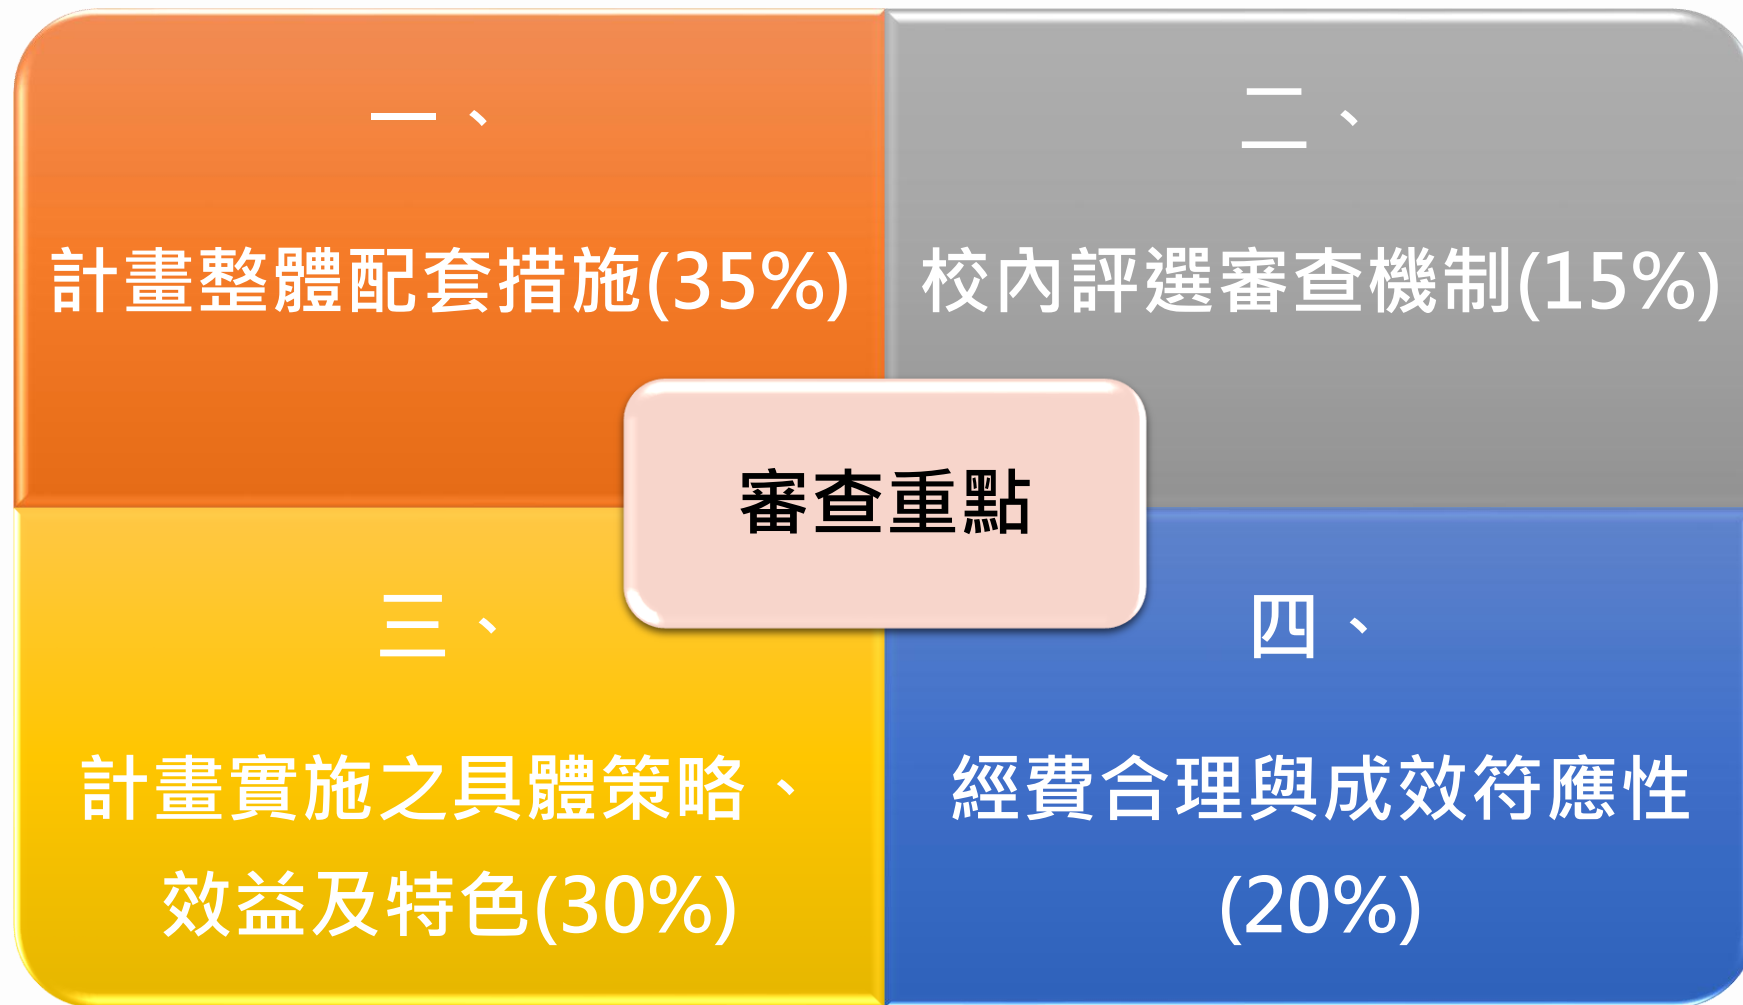 一、
計畫整體配套措施(35%)
二、
校內評選審查機制(15%)
審查重點
三、
計畫實施之具體策略、
效益及特色(30%)
四、
經費合理與成效符應性
(20%)